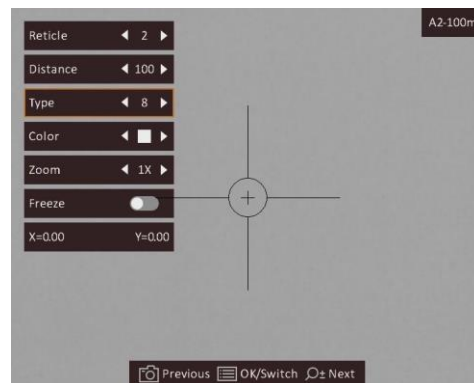 A2-100m
Reticle 2
Distance 100
Type 8
Color
Zoom 1X
Freeze
X=0.00 Y=0.00
Previous OK/Switch Next